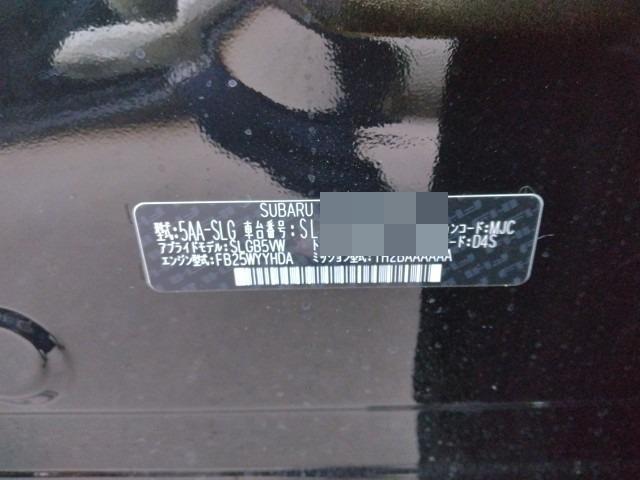 SUBARU
型式:5AA-SLG 車台番号:SL ンコード:MJC
アプライドモデル:SLGB5VW ード:D4S
エンジン型式:FB25WYYHDA ミッション型式:TH2BAAAAAA